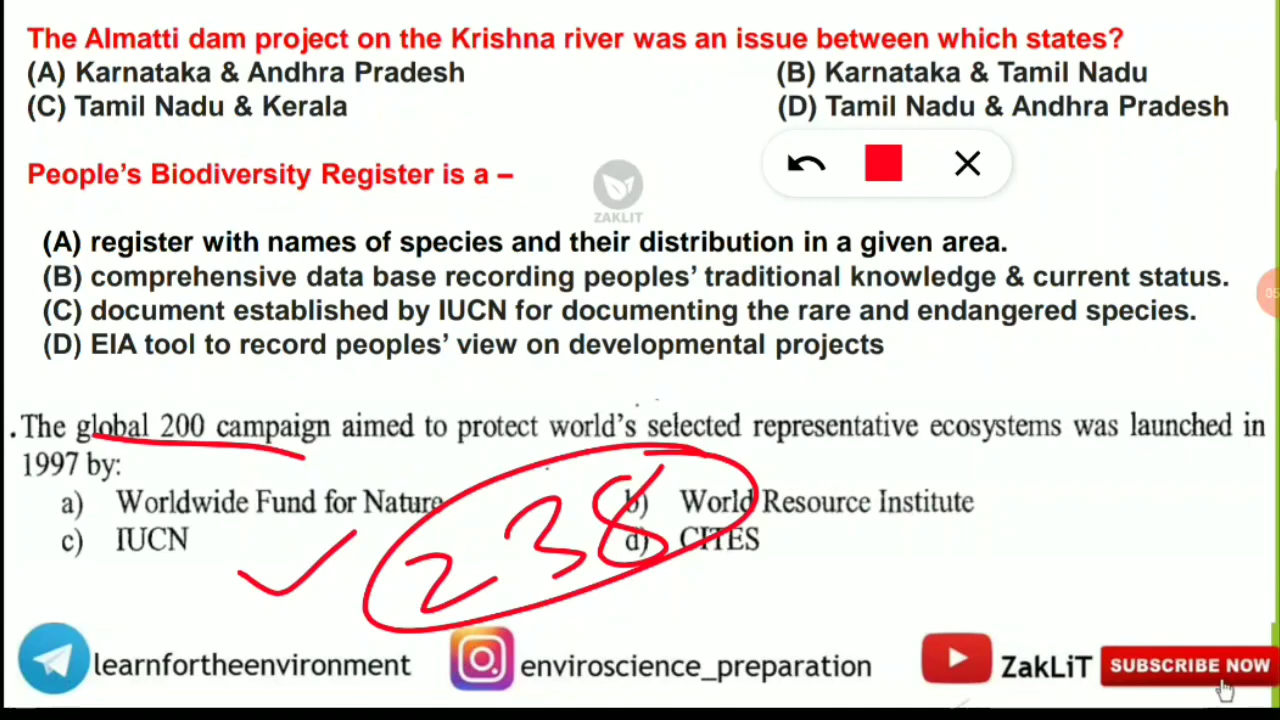 The Almatti dam project on the Krishna river was an issue between which states?
(A) Karnataka & Andhra Pradesh (B) Karnataka & Tamil Nadu
(C) Tamil Nadu & Kerala (D) Tamil Nadu & Andhra Pradesh
People's Biodiversity Register is a –
ZAKLIT
(A) register with names of species and their distribution in a given area.
(B) comprehensive data base recording peoples' traditional knowledge & current status.
(C) document established by IUCN for documenting the rare and endangered species.
(D) EIA tool to record peoples' view on developmental projects
05
.The global 200 campaign aimed to protect world's selected representative ecosystems was launched in
1997 by:
a) Worldwide Fund for Nature b) World Resource Institute
c) IUCN d) CITES
238
learnfortheenvironment enviroscience_preparation ZakLiT SUBSCRIBE NOW